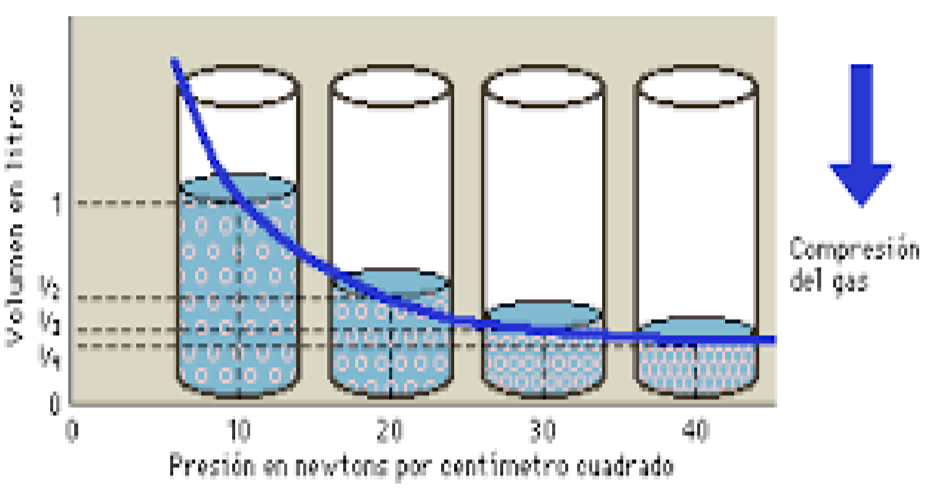 Volumen en litros
1
1/2
1/3
1/4
0
0 10 20 30 40
Presión en newtons por centímetro cuadrado
Compresión
del gas